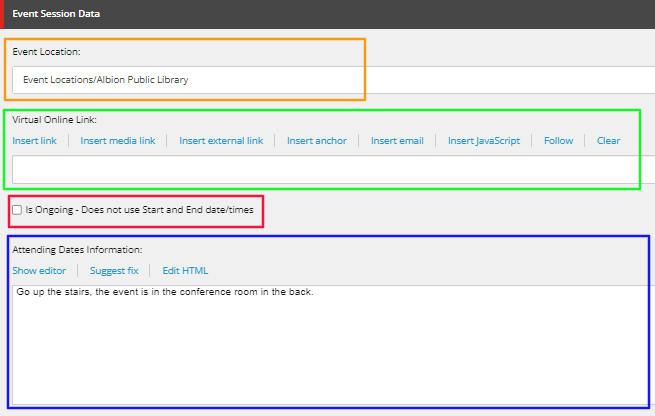 Event Session Data
Event Location:
Event Locations/Albion Public Library
Virtual Online Link:
Insert link Insert media link Insert external link Insert anchor Insert email Insert JavaScript Follow Clear
Is Ongoing - Does not use Start and End date/times
Attending Dates Information:
Show editor Suggest fix Edit HTML
Go up the stairs, the event is in the conference room in the back.